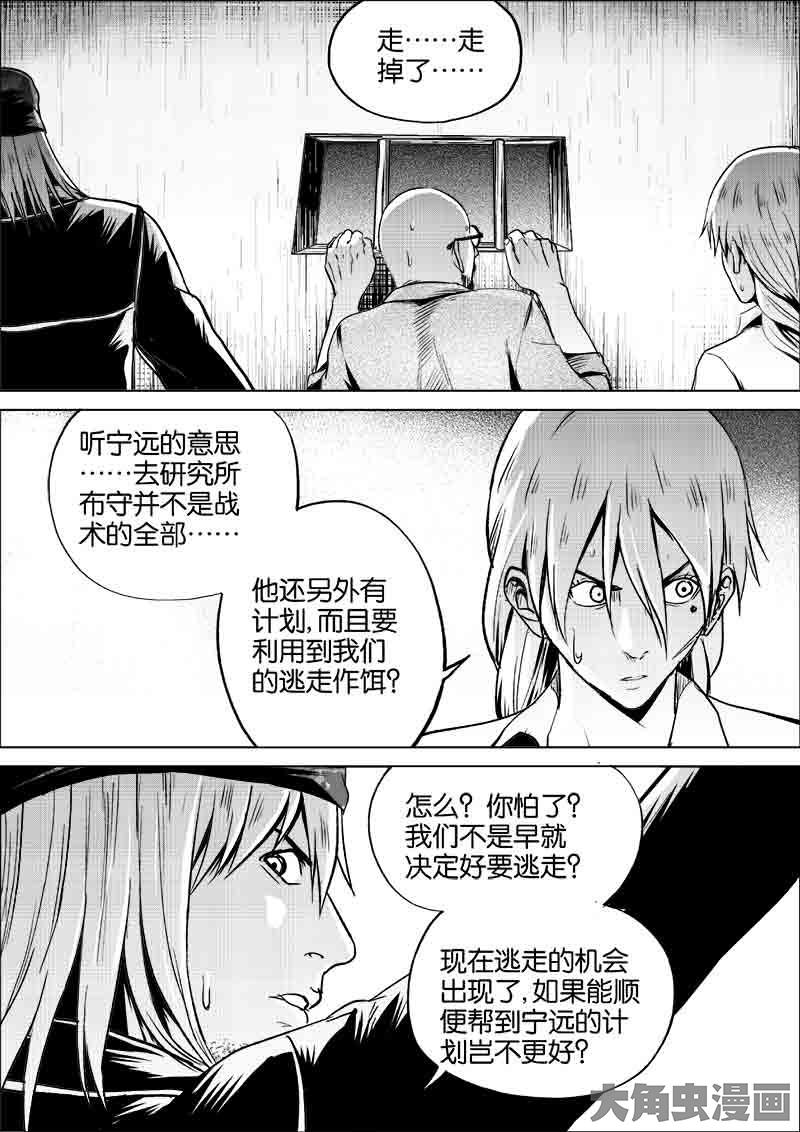 走……走
掉了……
听宁远的意思
……去研究所
布守并不是战
术的全部……
他还另外有
计划,而且要
利用到我们
的逃走作饵?
怎么?你怕了?
我们不是早就
决定好要逃走?
现在逃走的机会
出现了,如果能顺
便帮到宁远的计
划岂不更好?
大角虫漫画